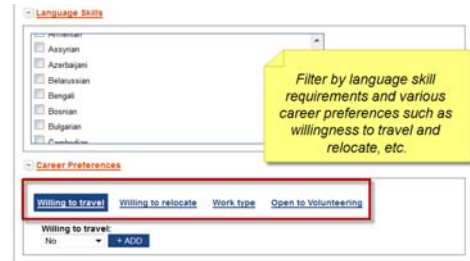 Language Skills
Armenian
Assyrian
Azerbaijani
Belarussian
Bengali
Bosnian
Bulgarian
Cambodian
Filter by language skill
requirements and various
career preferences such as
willingness to travel and
relocate, etc.
Career Preferences
Willing to travel Willing to relocate Work type Open to Volunteering
Willing to travel:
No + ADD